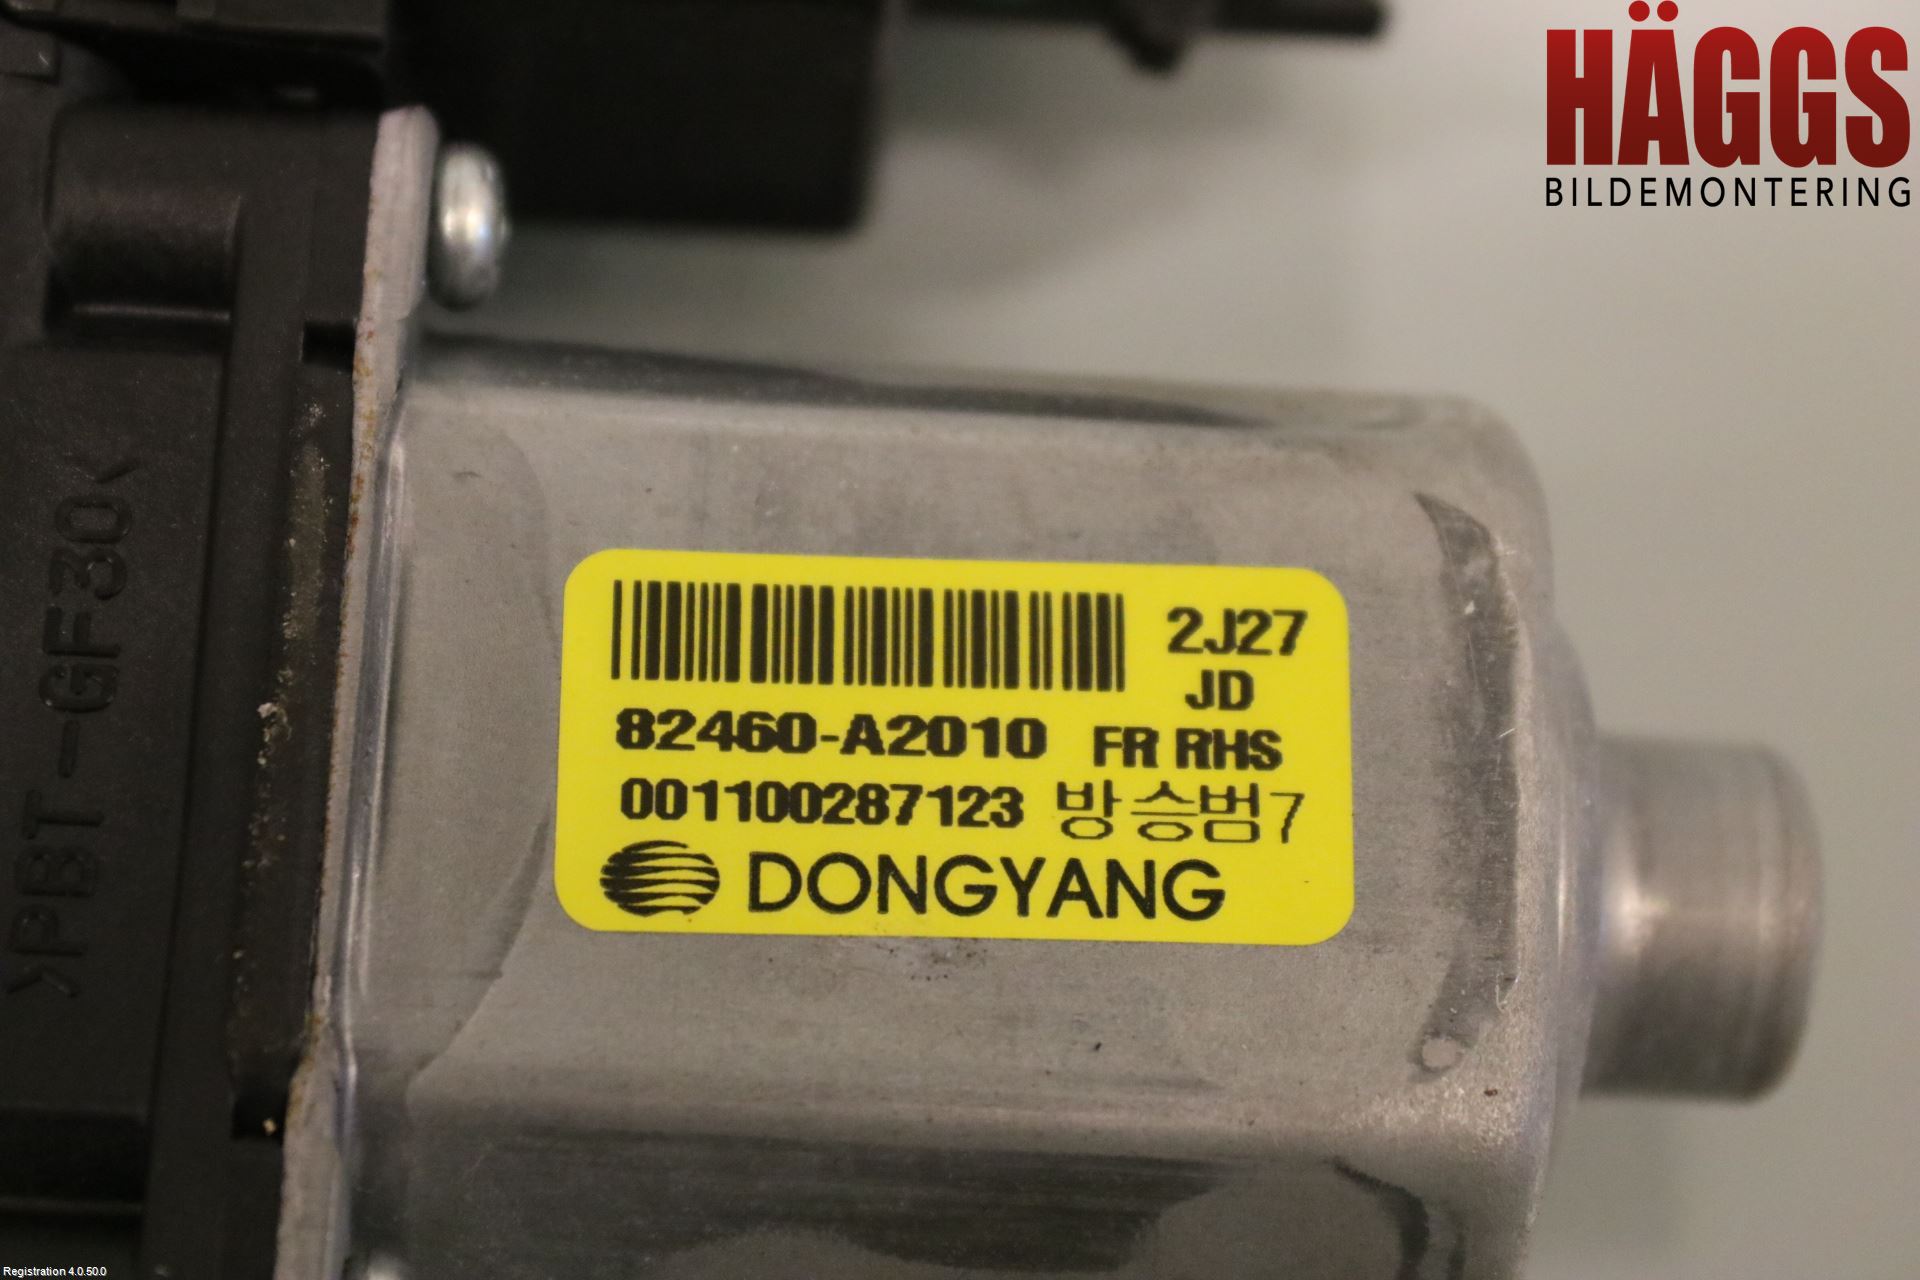 HÄGGS
BILDEMONTERING
2J27
JD
82460-A2010 FR RHS
001100287123 방승범7
DONGYANG
>PBT-GF30<
Registration 4.0.50.0